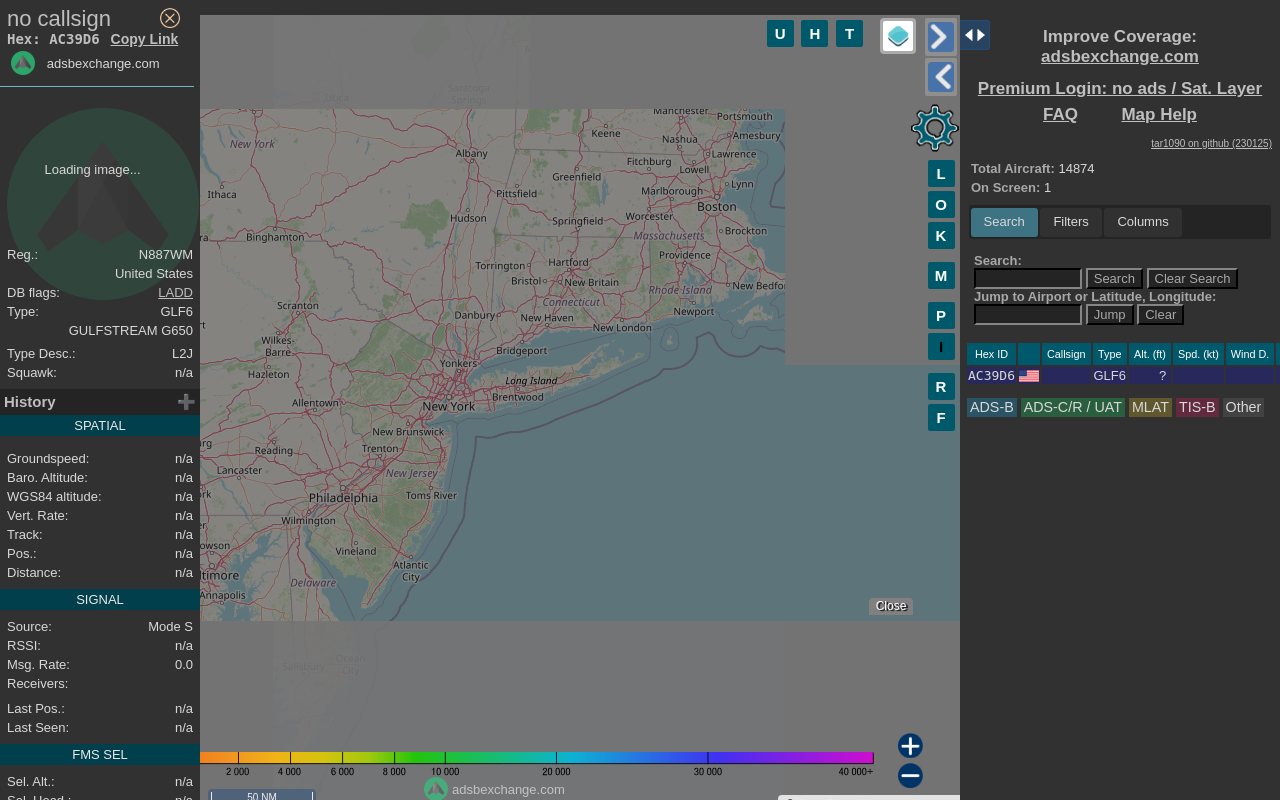 no callsign
Hex: AC39D6 Copy Link
adsbexchange.com
Loading image...
Reg.: N887WM
United States
DB flags: LADD
Type: GLF6
GULFSTREAM G650
Type Desc.: L2J
Squawk: n/a
History
SPATIAL
Groundspeed: n/a
Baro. Altitude: n/a
WGS84 altitude: n/a
Vert. Rate: n/a
Track: n/a
Pos.: n/a
Distance: n/a
SIGNAL
Source: Mode S
RSSI: n/a
Msg. Rate: 0.0
Receivers:
Last Pos.: n/a
Last Seen: n/a
FMS SEL
Sel. Alt.: n/a
U H T
L
O
K
M
P
I
R
F
Saratoga
Springs
Manchester
Portsmouth
Keene
Nashua
Amesbury
New York
Albany
Fitchburg
Lawrence
Greenfield
Lowell
Ithaca
Pittsfield
Marlborough
Lynn
Hudson
Springfield
Worcester
Boston
Binghamton
Massachusetts
Brockton
Torrington
Hartford
Providence
Bristol
New Britain
Rhode Island
New Bedfo
Scranton
Connecticut
Danbury
New Haven
Newport
New London
Wilkes-
Barre
Bridgeport
Yonkers
Hazleton
Long Island
Brentwood
Allentown
New York
New Brunswick
Reading
Trenton
Lancaster
New Jersey
Philadelphia
Toms River
Wilmington
Vineland
Atlantic
City
ltimore
Delaware
Annapolis
Salisbury
Ocean
City
Close
2 000 4 000 6 000 8 000 10 000 20 000 30 000 40 000+
adsbexchange.com
50 NM
Improve Coverage:
adsbexchange.com
Premium Login: no ads / Sat. Layer
FAQ Map Help
tar1090 on github (230125)
Total Aircraft: 14874
On Screen: 1
Search Filters Columns
Search:
Search Clear Search
Jump to Airport or Latitude, Longitude:
Jump Clear
Hex ID Callsign Type Alt. (ft) Spd. (kt) Wind D.
AC39D6 GLF6 ?
ADS-B ADS-C/R / UAT MLAT TIS-B Other